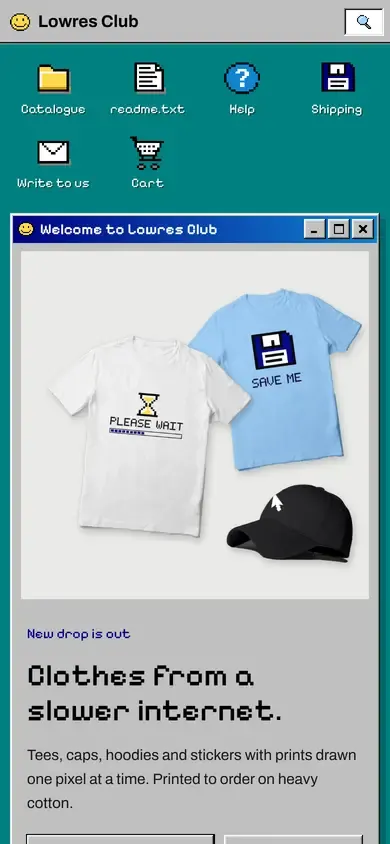 Lowres Club
Catalogue
readme.txt
Help
Shipping
Write to us
Cart
Welcome to Lowres Club
PLEASE WAIT
SAVE ME
New drop is out
Clothes from a
slower internet.
Tees, caps, hoodies and stickers with prints drawn
one pixel at a time. Printed to order on heavy
cotton.